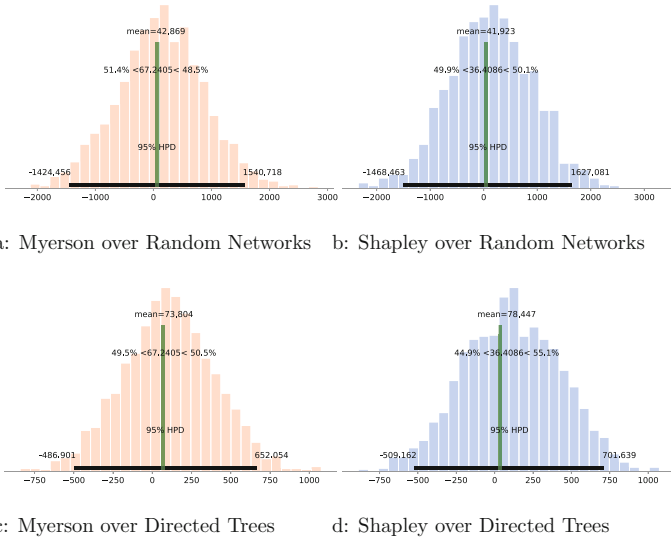 mean=42,869
51.4% <67,2405< 48.5%
95% HPD
-1424,456
1540,718
−2000 −1000 0 1000 2000 3000
mean=41,923
49.9% <36,4086< 50.1%
95% HPD
-1468,463
1627,081
−2000 −1000 0 1000 2000 3000
a: Myerson over Random Networks
b: Shapley over Random Networks
mean=73,804
49.5% <67,2405< 50.5%
95% HPD
-486,901
652,054
−750 −500 −250 0 250 500 750 1000
mean=78,447
44.9% <36,4086< 55.1%
95% HPD
-509,162
701,639
−750 −500 −250 0 250 500 750 1000
c: Myerson over Directed Trees
d: Shapley over Directed Trees